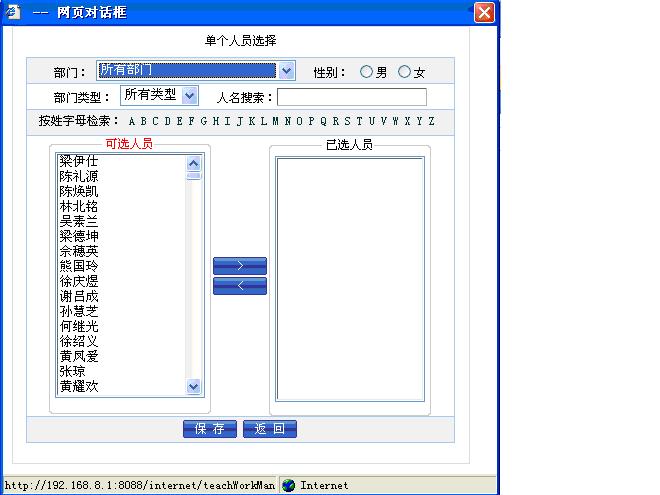 -- 网页对话框
单个人员选择
部门： 所有部门 性别： 男 女
部门类型： 所有类型 人名搜索：
按姓字母检索： A B C D E F G H I J K L M N O P Q R S T U V W X Y Z
可选人员
梁伊仕
陈礼源
陈焕凯
林北铭
吴素兰
梁德坤
余穗英
熊国玲
徐庆煜
谢吕成
孙慧芝
何继光
徐绍义
黄凤爱
张琼
黄耀欢
已选人员
>
<
保 存 返 回
http://192.168.8.1:8088/internet/teachWorkMan Internet